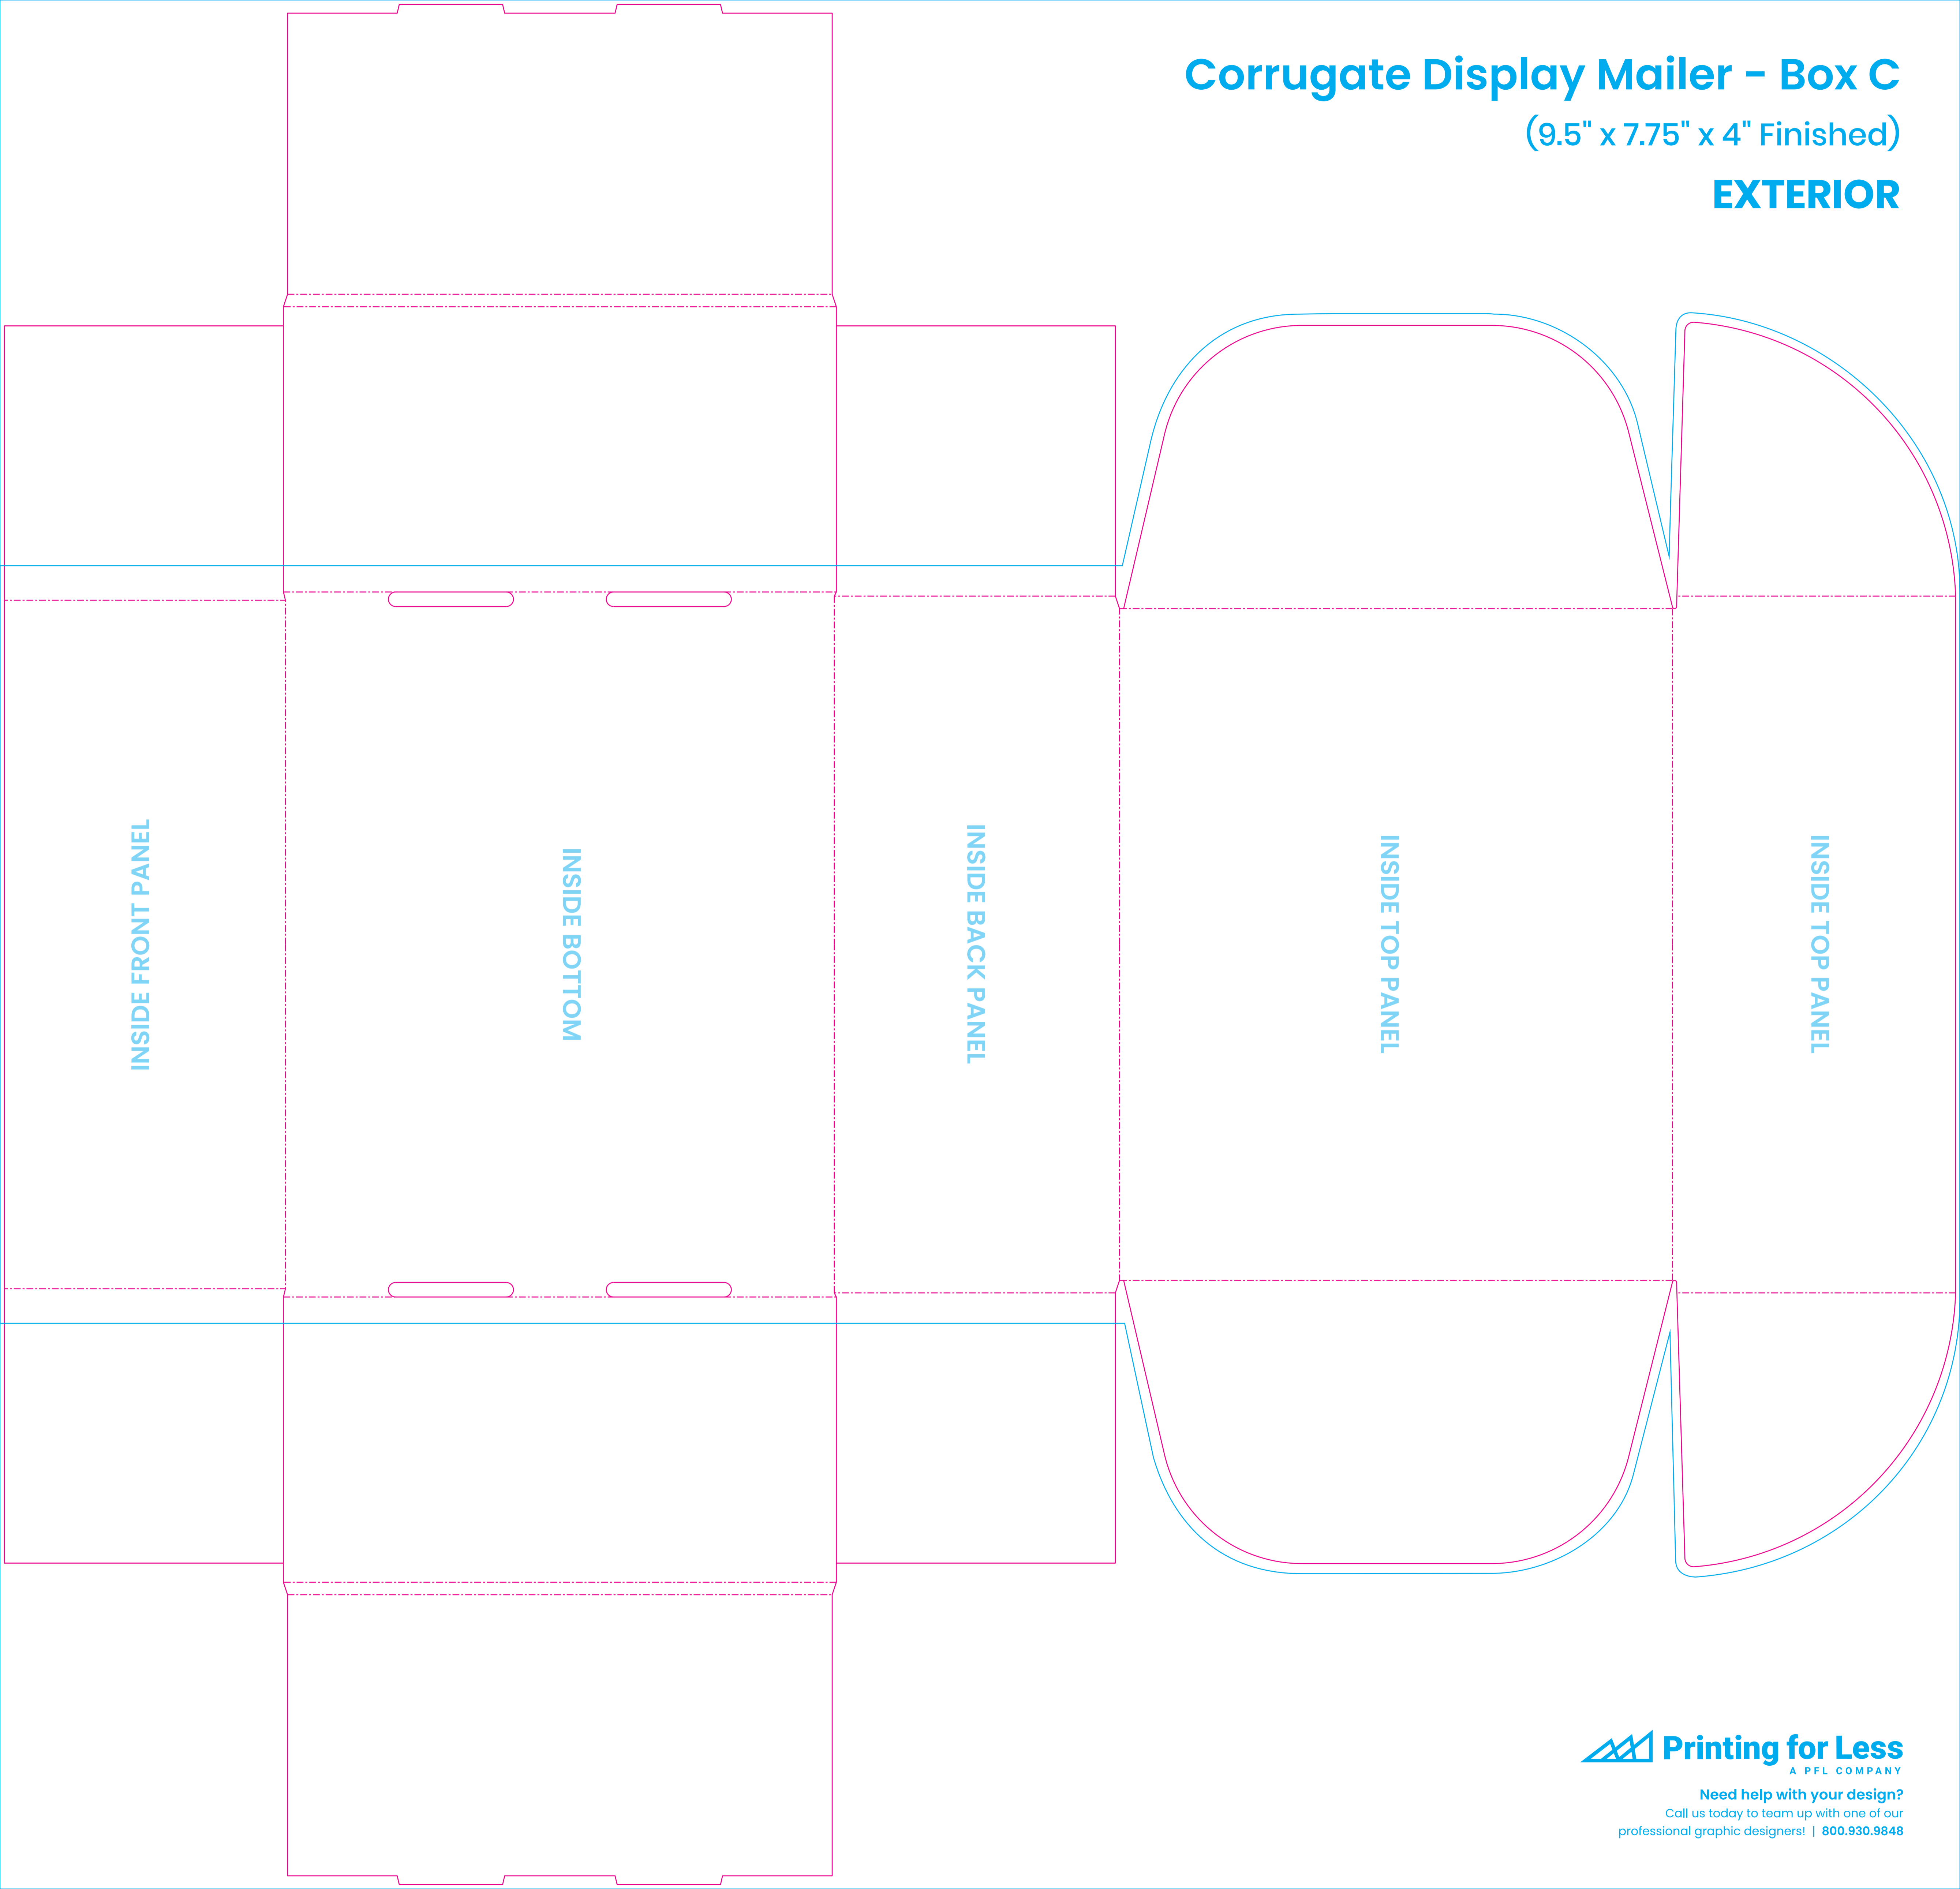 Corrugate Display Mailer - Box C
(9.5" x 7.75" x 4" Finished)
EXTERIOR
INSIDE FRONT PANEL
INSIDE BOTTOM
INSIDE BACK PANEL
INSIDE TOP PANEL
INSIDE TOP PANEL
Printing for Less
A PFL COMPANY
Need help with your design?
Call us today to team up with one of our
professional graphic designers! | 800.930.9848